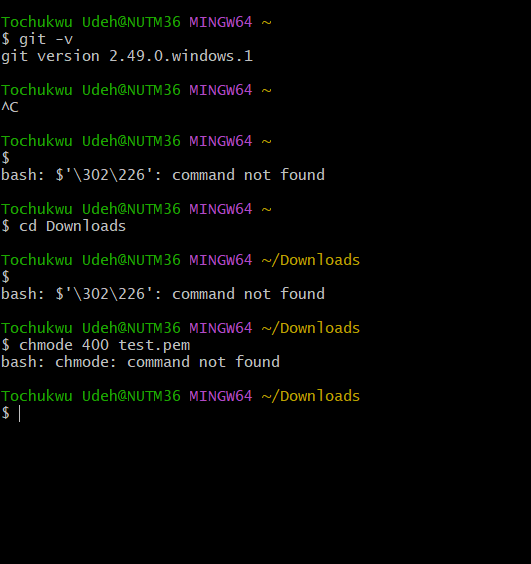 Tochukwu Udeh@NUTM36 MINGW64 ~
$ git -v
git version 2.49.0.windows.1
Tochukwu Udeh@NUTM36 MINGW64 ~
^C
Tochukwu Udeh@NUTM36 MINGW64 ~
$
bash: $'\302\226': command not found
Tochukwu Udeh@NUTM36 MINGW64 ~
$ cd Downloads
Tochukwu Udeh@NUTM36 MINGW64 ~/Downloads
$
bash: $'\302\226': command not found
Tochukwu Udeh@NUTM36 MINGW64 ~/Downloads
$ chmode 400 test.pem
bash: chmode: command not found
Tochukwu Udeh@NUTM36 MINGW64 ~/Downloads
$